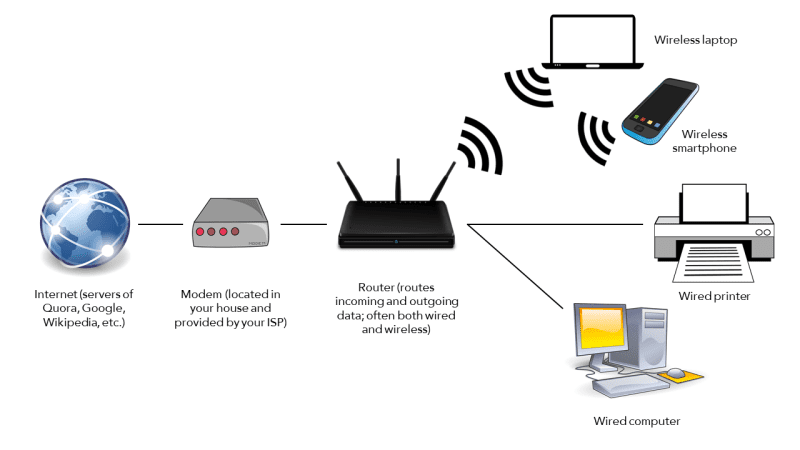 Wireless laptop
Wireless
smartphone
Internet (servers of
Quora, Google,
Wikipedia, etc.)
Modem (located in
your house and
provided by your ISP)
Router (routes
incoming and outgoing
data; often both wired
and wireless)
Wired printer
Wired computer